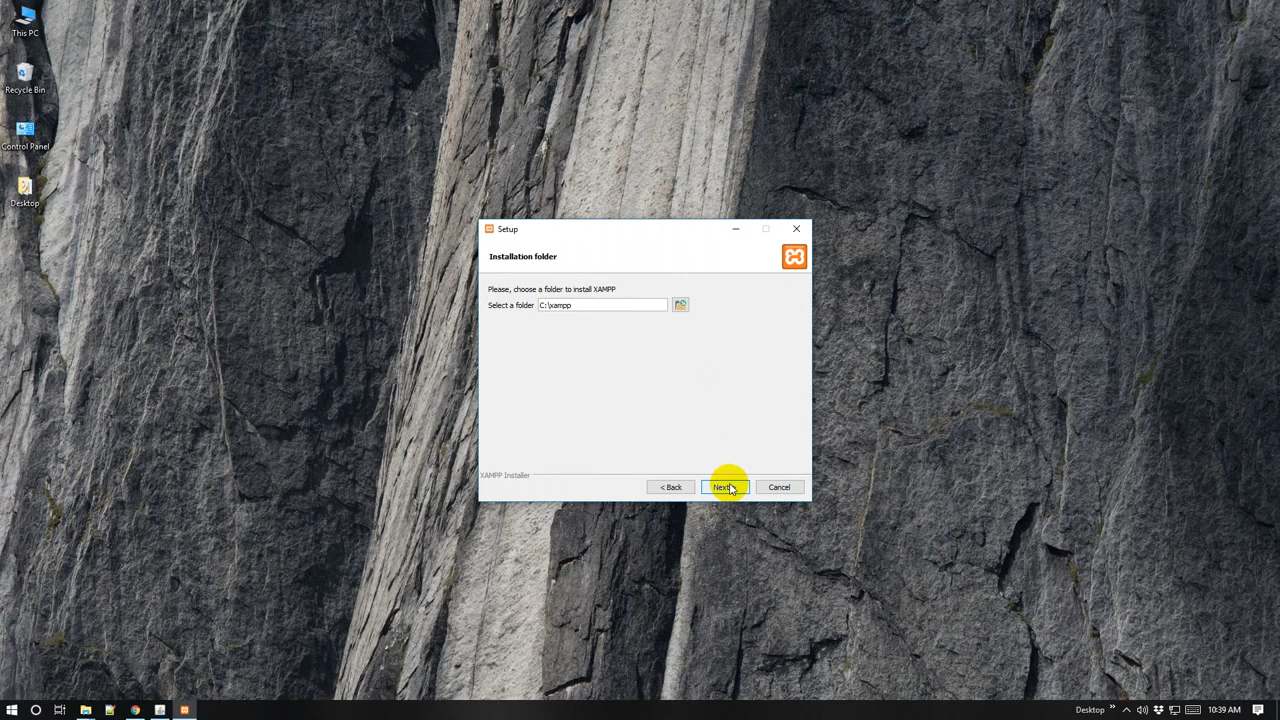 This PC
Recycle Bin
Control Panel
Desktop
Setup
Installation folder
Please, choose a folder to install XAMPP
Select a folder C:\xampp
XAMPP Installer
< Back Next Cancel
Desktop » 10:39 AM